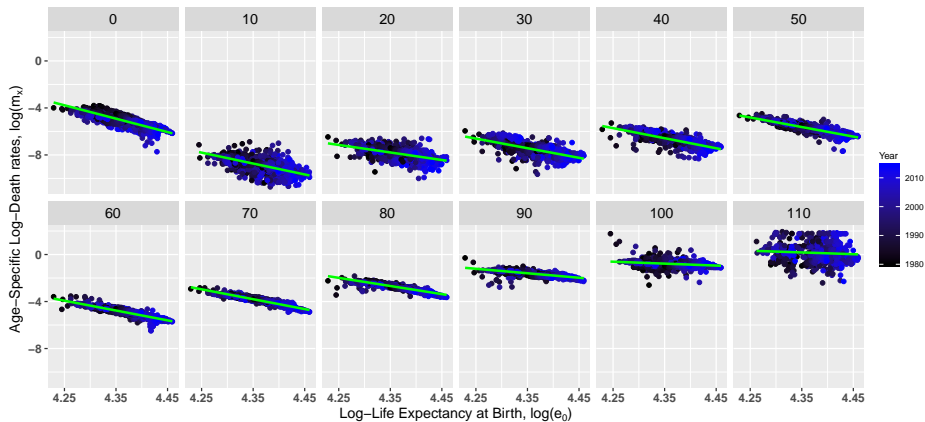 0 10 20 30 40 50
0
−4
−8
60 70 80 90 100 110
0
−4
−8
4.25 4.35 4.45 4.25 4.35 4.45 4.25 4.35 4.45 4.25 4.35 4.45 4.25 4.35 4.45 4.25 4.35 4.45
Log−Life Expectancy at Birth, log(e₀)
Age−Specific Log−Death rates, log(mₓ)
Year
2010
2000
1990
1980